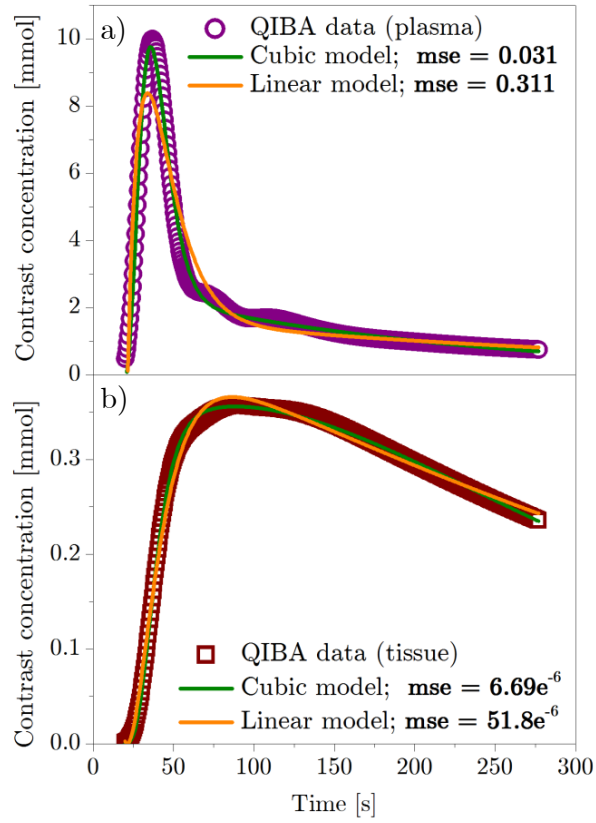 a)
QIBA data (plasma)
Cubic model; mse = 0.031
Linear model; mse = 0.311
Contrast concentration [mmol]
10
8
6
4
2
0
b)
QIBA data (tissue)
Cubic model; mse = 6.69e⁻⁶
Linear model; mse = 51.8e⁻⁶
Contrast concentration [mmol]
0.3
0.2
0.1
0.0
0 50 100 150 200 250 300
Time [s]